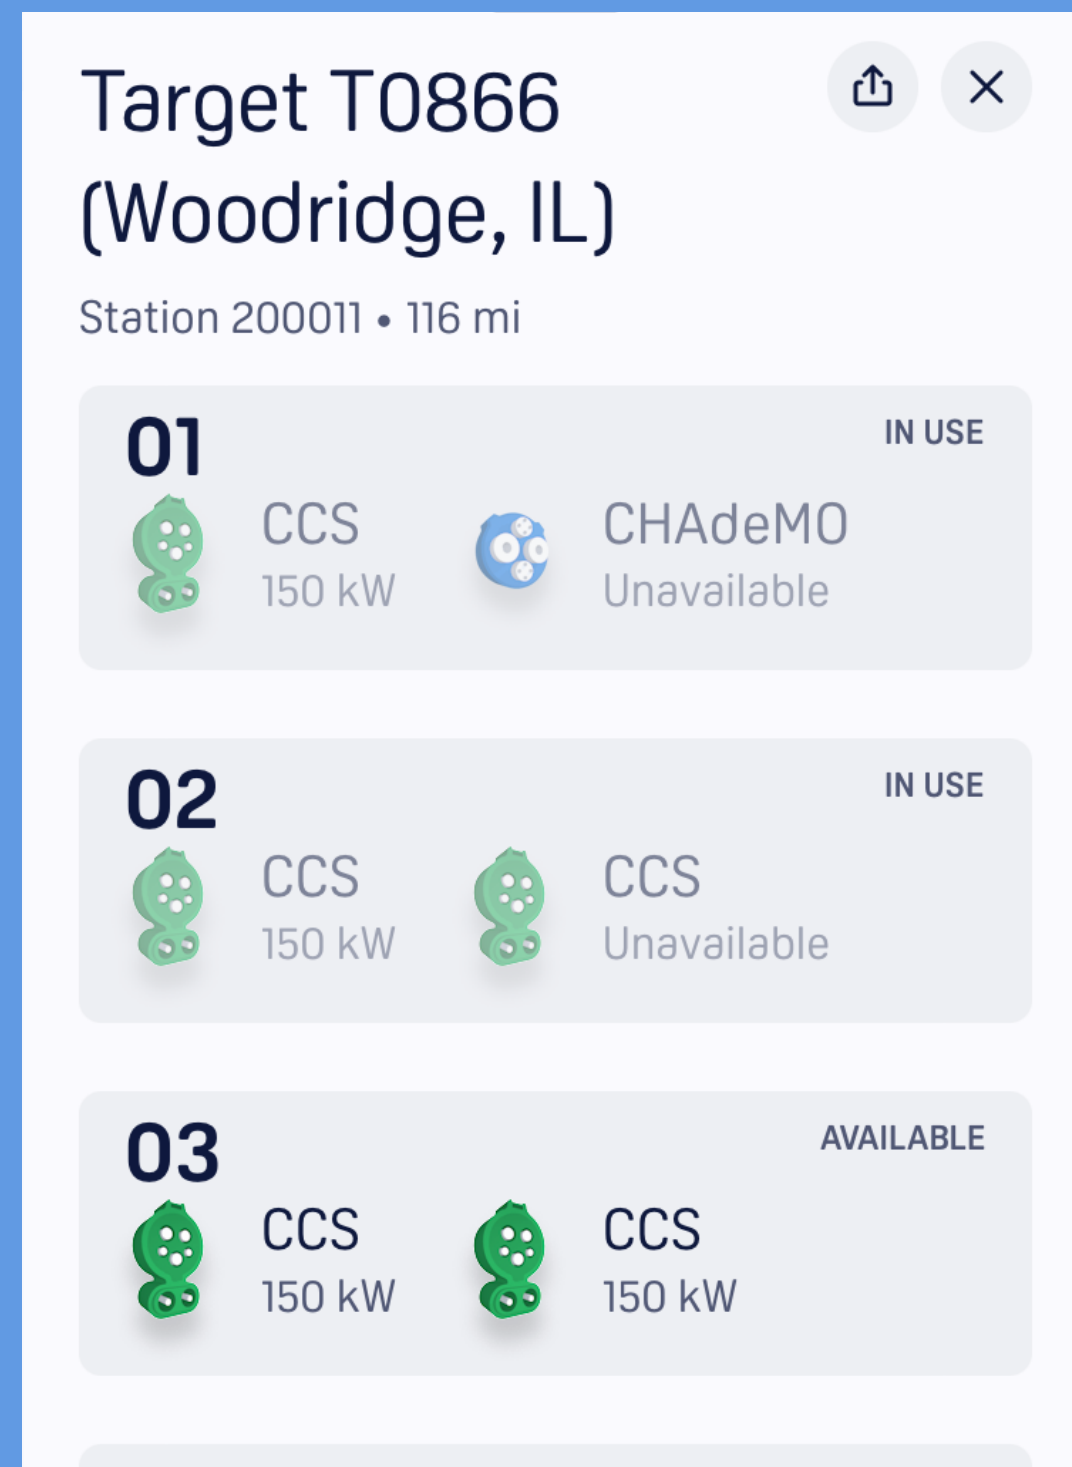 Target T0866
(Woodridge, IL)
Station 200011 • 116 mi
01
IN USE
CCS
150 kW
CHAdeMO
Unavailable
02
IN USE
CCS
150 kW
CCS
Unavailable
03
AVAILABLE
CCS
150 kW
CCS
150 kW